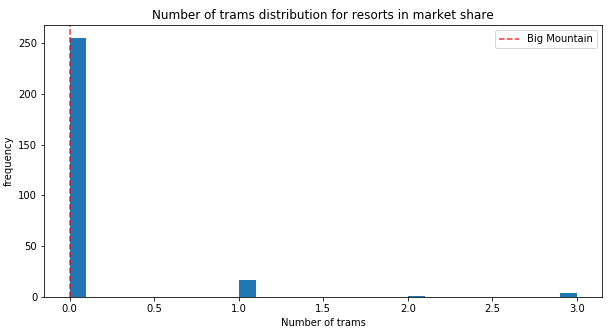 Number of trams distribution for resorts in market share
Big Mountain
frequency
250
200
150
100
50
0
0.0 0.5 1.0 1.5 2.0 2.5 3.0
Number of trams